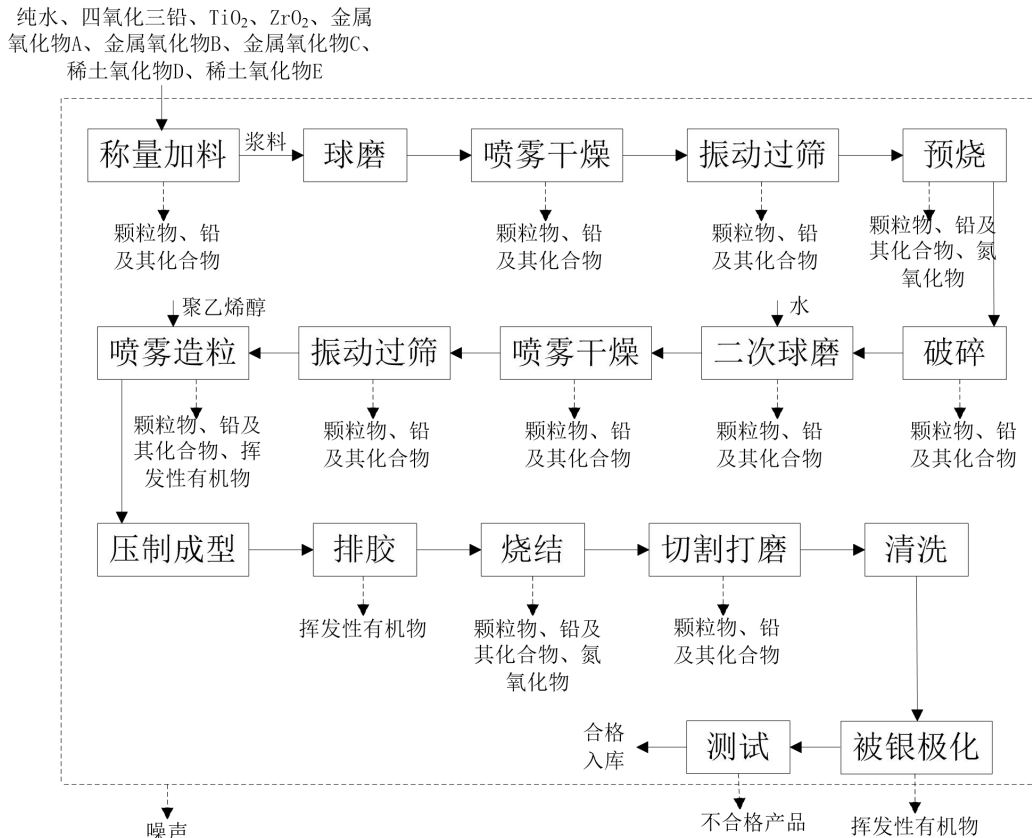 纯水、四氧化三铅、TiO₂、ZrO₂、金属
氧化物A、金属氧化物B、金属氧化物C、
稀土氧化物D、稀土氧化物E
称量加料
浆料
球磨
喷雾干燥
振动过筛
预烧
颗粒物、铅
及其化合物
颗粒物、铅
及其化合物
颗粒物、铅
及其化合物
颗粒物、铅及
其化合物、氮
氧化物
聚乙烯醇
水
喷雾造粒
振动过筛
喷雾干燥
二次球磨
破碎
颗粒物、铅及
其化合物、挥
发性有机物
颗粒物、铅
及其化合物
颗粒物、铅
及其化合物
颗粒物、铅
及其化合物
颗粒物、铅
及其化合物
压制成型
排胶
烧结
切割打磨
清洗
挥发性有机物
颗粒物、铅及
其化合物、氮
氧化物
颗粒物、铅
及其化合物
合格
入库
测试
被银极化
噪声
不合格产品
挥发性有机物